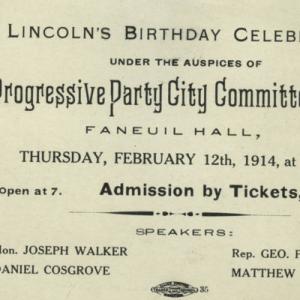 LINCOLN'S BIRTHDAY CELEB
UNDER THE AUSPICES OF
Progressive Party City Committe
FANEUIL HALL,
THURSDAY, FEBRUARY 12th, 1914, at
open at 7. Admission by Tickets,
SPEAKERS:
Hon. JOSEPH WALKER Rep. GEO. P
DANIEL COSGROVE MATTHEW
35